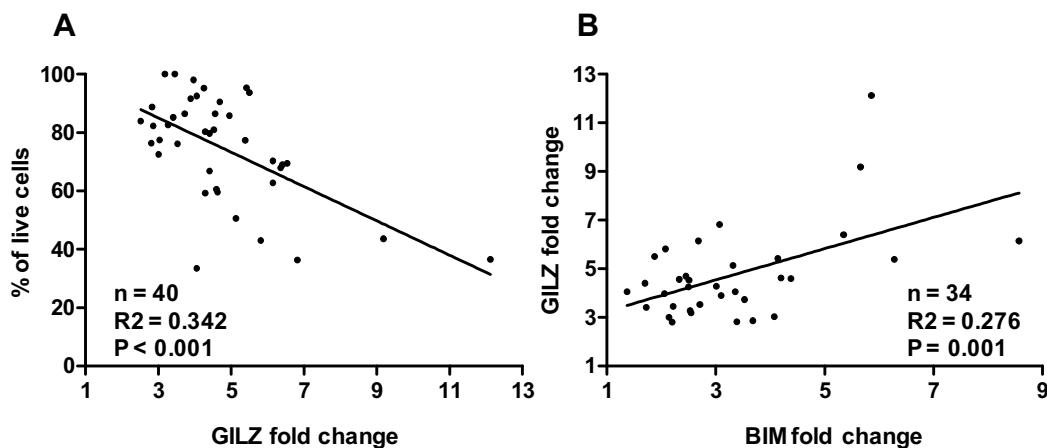 A
% of live cells
100
80
60
40
20
0
n = 40
R2 = 0.342
P < 0.001
1 3 5 7 9 11 13
GILZ fold change
B
GILZ fold change
13
11
9
7
5
3
1
n = 34
R2 = 0.276
P = 0.001
1 3 5 7 9
BIM fold change